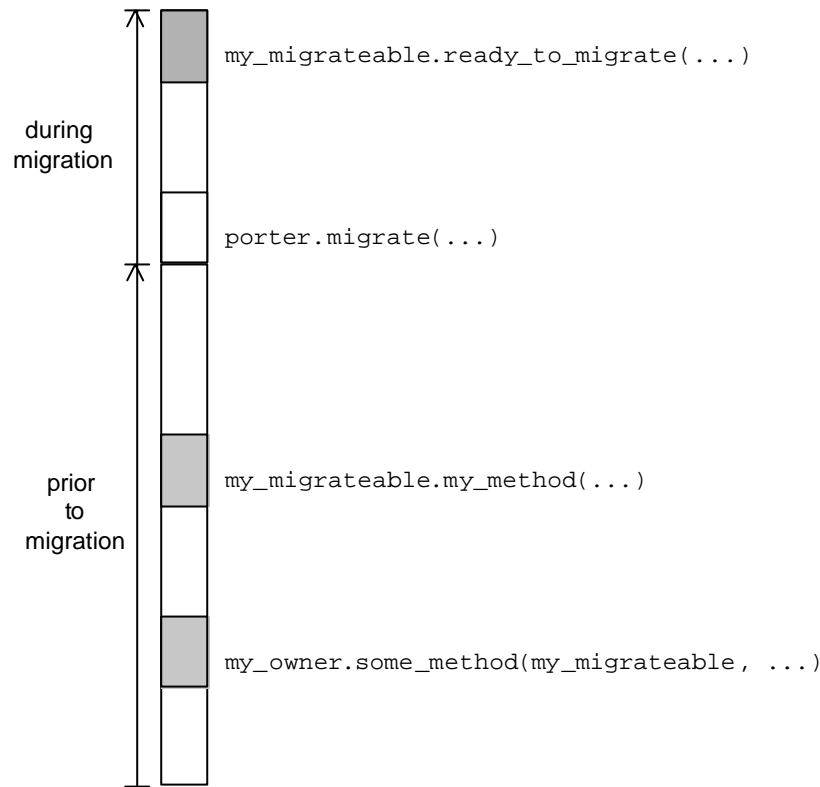 my_migrateable.ready_to_migrate(...)
during
migration
porter.migrate(...)
my_migrateable.my_method(...)
prior
to
migration
my_owner.some_method(my_migrateable, ...)